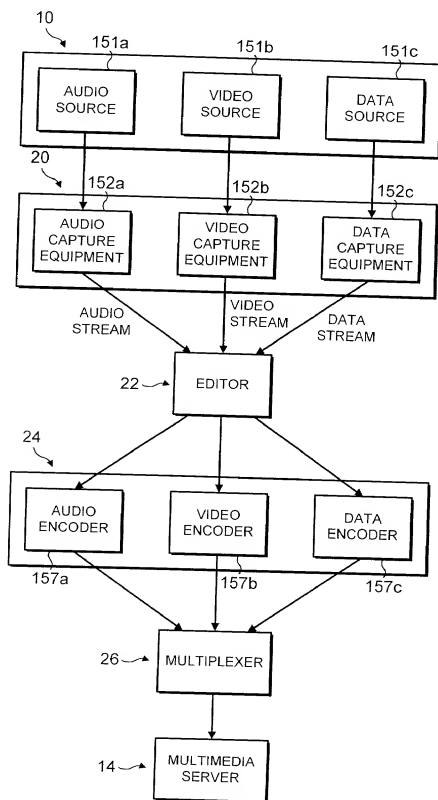 10
151a
151b
151c
AUDIO
SOURCE
VIDEO
SOURCE
DATA
SOURCE
20
152a
152b
152c
AUDIO
CAPTURE
EQUIPMENT
VIDEO
CAPTURE
EQUIPMENT
DATA
CAPTURE
EQUIPMENT
AUDIO
STREAM
VIDEO
STREAM
DATA
STREAM
22
EDITOR
24
AUDIO
ENCODER
VIDEO
ENCODER
DATA
ENCODER
157a
157b
157c
26
MULTIPLEXER
14
MULTIMEDIA
SERVER